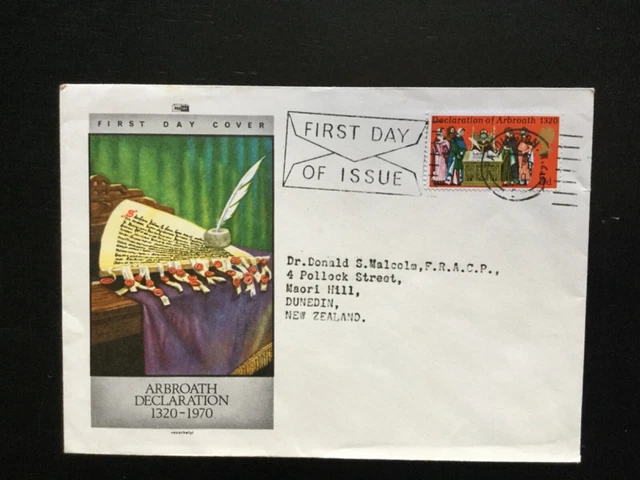 FIRST DAY COVER
ARBROATH
DECLARATION
1320-1970
FIRST DAY
OF ISSUE
Declaration of Arbroath 1320
Dr.Donald S.Malcolm,F.R.A.C.P.,
4 Pollock Street,
Maori Hill,
DUNEDIN,
NEW ZEALAND.